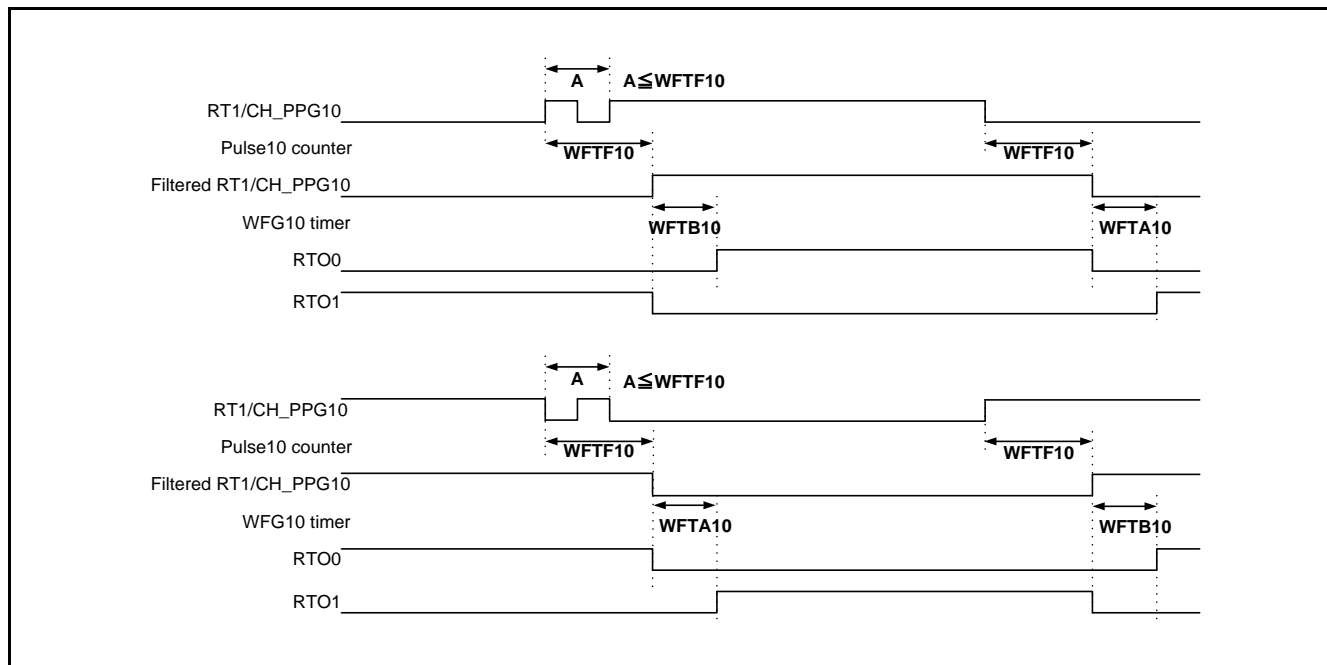 A A≦WFTF10
RT1/CH_PPG10
Pulse10 counter WFTF10 WFTF10
Filtered RT1/CH_PPG10
WFG10 timer WFTB10 WFTA10
RTO0
RTO1
A A≦WFTF10
RT1/CH_PPG10
Pulse10 counter WFTF10 WFTF10
Filtered RT1/CH_PPG10
WFG10 timer WFTA10 WFTB10
RTO0
RTO1